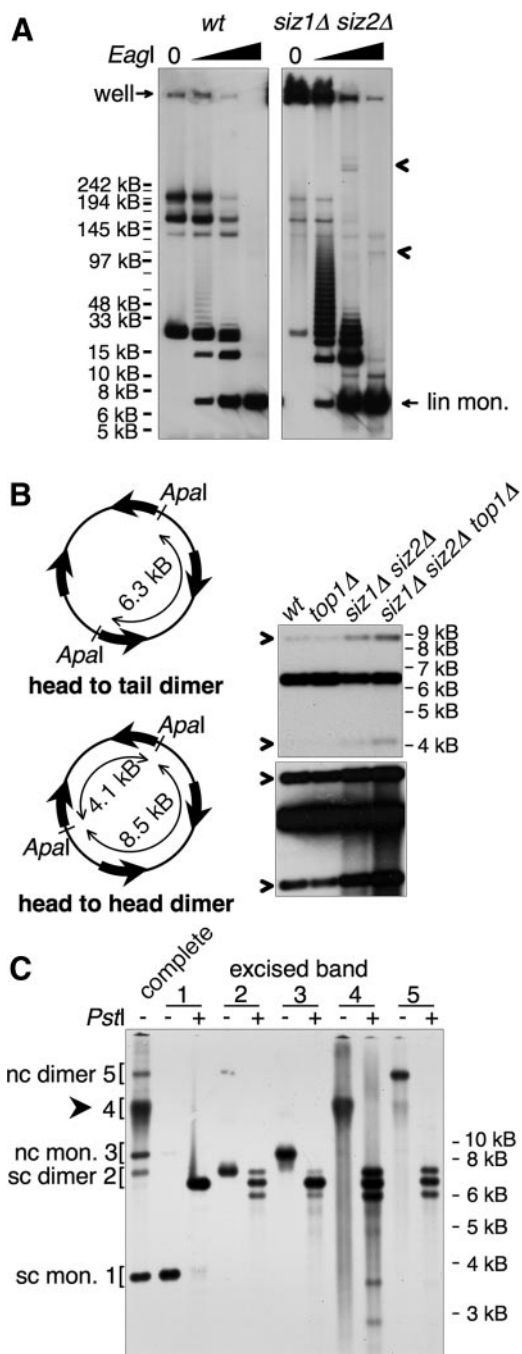 A
wt
siz1Δ siz2Δ
EagI 0
0
well
242 kB
194 kB
145 kB
97 kB
48 kB
33 kB
15 kB
10 kB
8 kB
6 kB
5 kB
lin mon.
B
ApaI
6.3 kB
ApaI
head to tail dimer
ApaI
4.1 kB
8.5 kB
ApaI
head to head dimer
wt
top1Δ
siz1Δ siz2Δ
siz1Δ siz2Δ top1Δ
9 kB
8 kB
7 kB
6 kB
5 kB
4 kB
C
complete
excised band
1 2 3 4 5
PstI - - + - + - + - + - +
nc dimer 5
4
nc mon. 3
sc dimer 2
sc mon. 1
10 kB
8 kB
6 kB
4 kB
3 kB